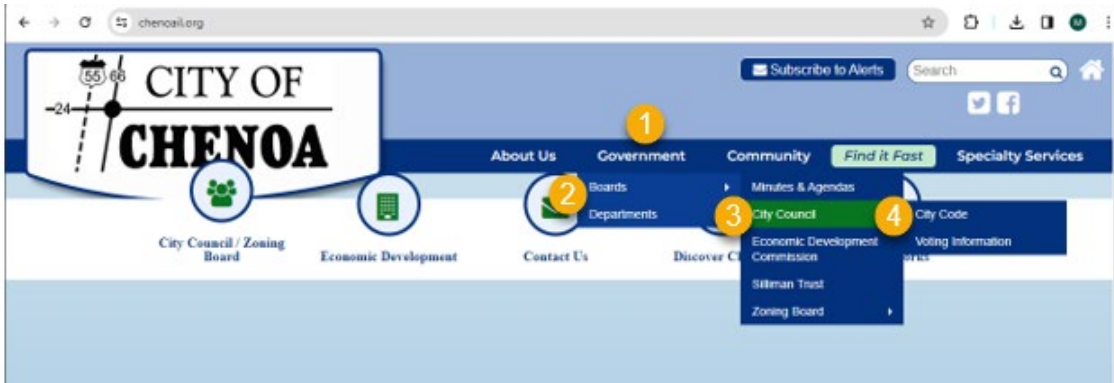 chenoail.org
55 66
24
CITY OF
CHENOA
Subscribe to Alerts
Search
1
About Us Government Community Find it Fast Specialty Services
2 Boards
Departments
Minutes & Agendas
3 City Council
Economic Development
Commission
Silliman Trust
Zoning Board
4 City Code
Voting Information
City Council / Zoning
Board
Economic Development
Contact Us
Discover
M